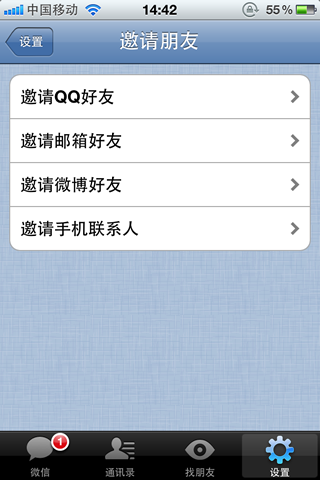 中国移动 14:42 55%
设置 邀请朋友
邀请QQ好友
邀请邮箱好友
邀请微博好友
邀请手机联系人
1
微信 通讯录 找朋友 设置